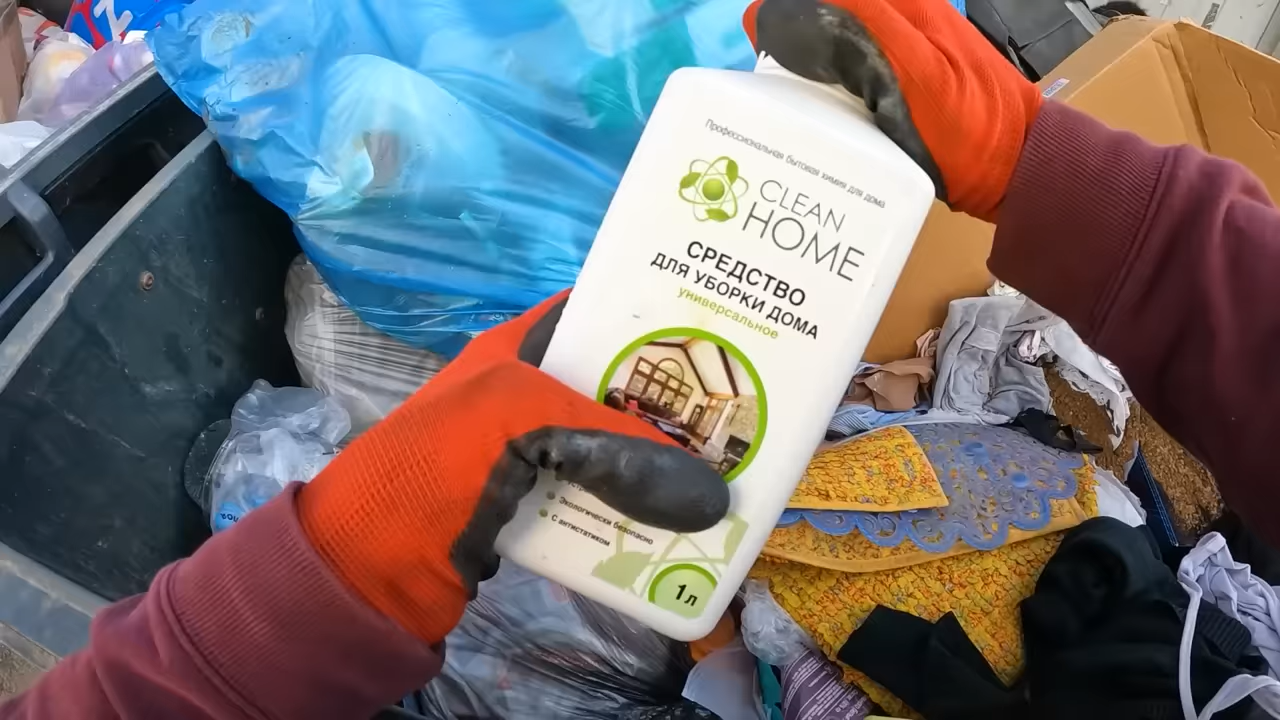 Профессиональная бытовая химия для дома
CLEAN
HOME
СРЕДСТВО
ДЛЯ УБОРКИ ДОМА
универсальное
Экологически безопасно
С антистатиком
1л